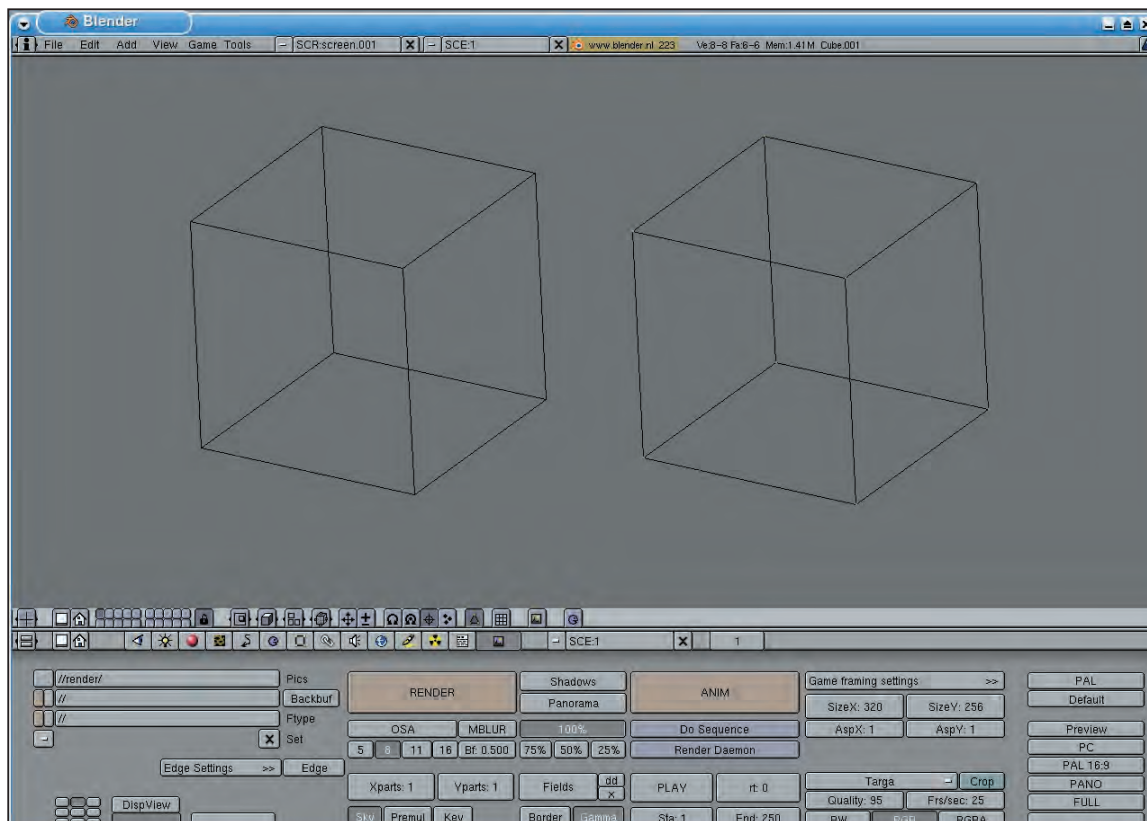 Blender
File Edit Add View Game Tools - SCR:screen.001 X - SCE:1 X www.blender.nl 223 Ve:8-8 Fa:6-6 Mem:1.41M Cube.001
- SCE:1 X 1
//render/ Pics
// Backbuf
// Ftype
- X Set
Edge Settings >> Edge
DispView
RENDER
Shadows
Panorama
ANIM
OSA MBLUR 100% Do Sequence
5 8 11 16 Bf: 0.500 75% 50% 25% Render Daemon
Xparts: 1 Yparts: 1 Fields dd x PLAY rt: 0
Sky Premul Key Border Gamma Sta: 1 End: 250
Game framing settings >>
SizeX: 320 SizeY: 256
AspX: 1 AspY: 1
Targa - Crop
Quality: 95 Frs/sec: 25
BW RGB RGBA
PAL
Default
Preview
PC
PAL 16:9
PANO
FULL